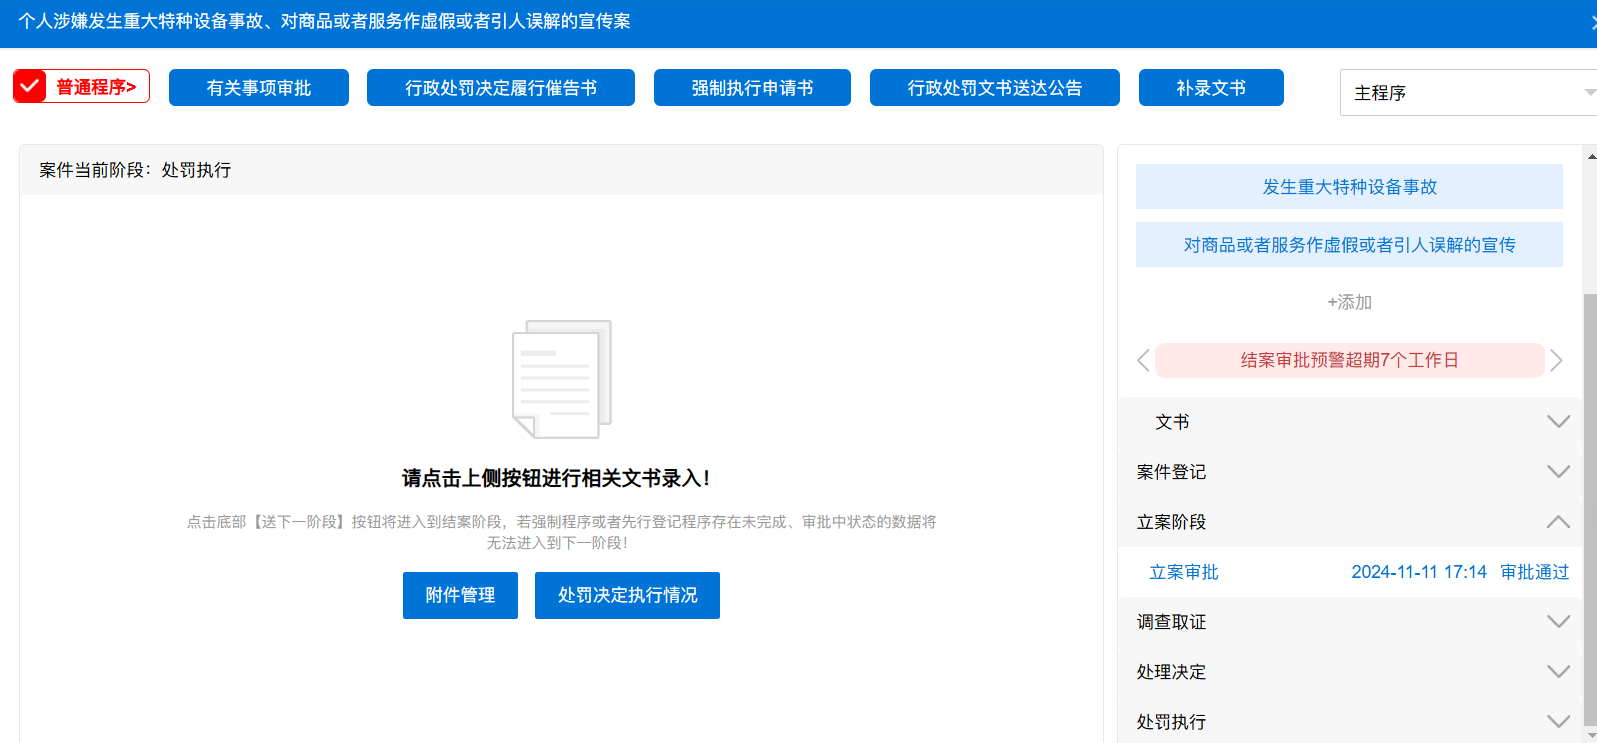 个人涉嫌发生重大特种设备事故、对商品或者服务作虚假或者引人误解的宣传案
普通程序>
有关事项审批
行政处罚决定履行催告书
强制执行申请书
行政处罚文书送达公告
补录文书
主程序
案件当前阶段：处罚执行
请点击上侧按钮进行相关文书录入！
点击底部【送下一阶段】按钮将进入到结案阶段，若强制程序或者先行登记程序存在未完成、审批中状态的数据将
无法进入到下一阶段！
附件管理
处罚决定执行情况
发生重大特种设备事故
对商品或者服务作虚假或者引人误解的宣传
+添加
结案审批预警超期7个工作日
文书
案件登记
立案阶段
立案审批 2024-11-11 17:14 审批通过
调查取证
处理决定
处罚执行